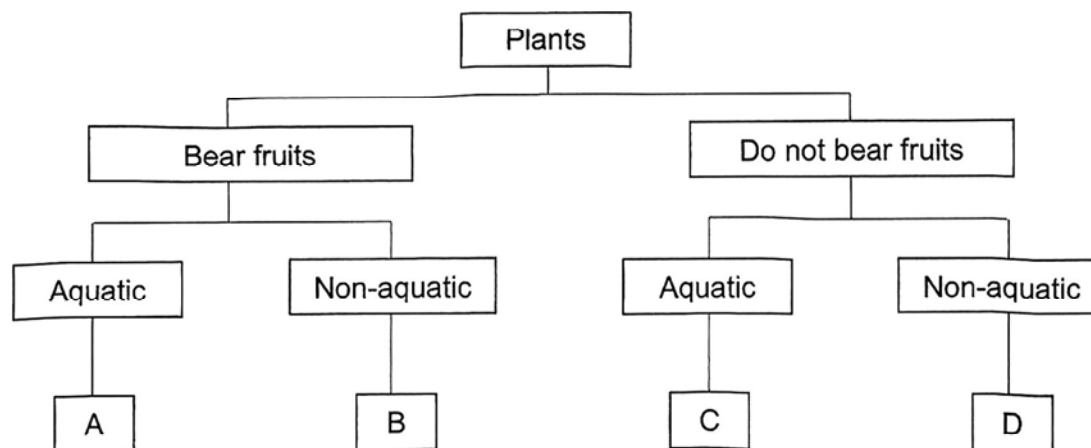 Plants
Bear fruits
Do not bear fruits
Aquatic
Non-aquatic
Aquatic
Non-aquatic
A
B
C
D